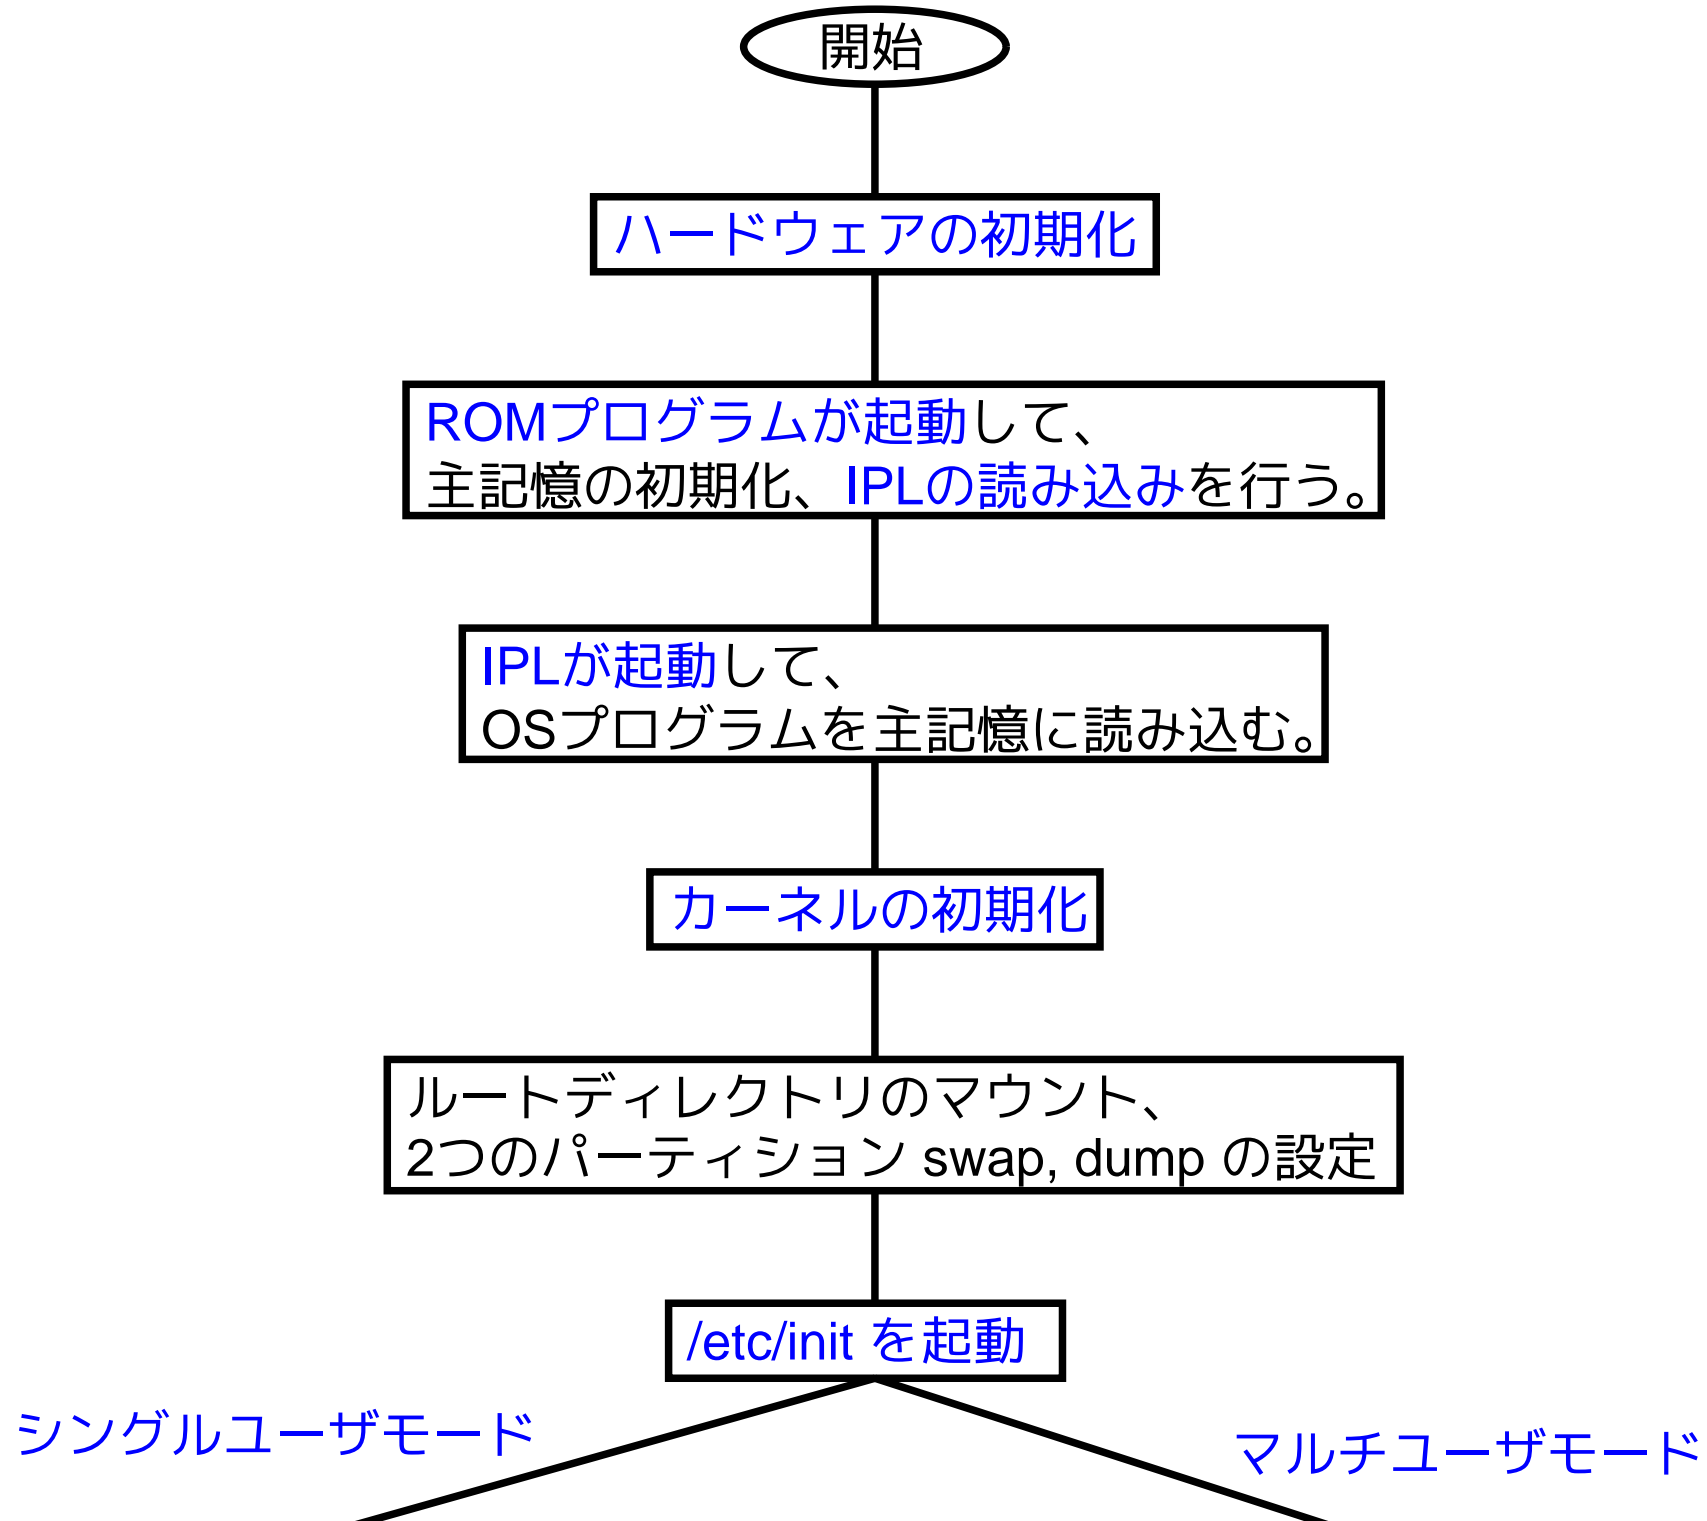 開始
ハードウェアの初期化
ROMプログラムが起動して、
主記憶の初期化、IPLの読み込みを行う。
IPLが起動して、
OSプログラムを主記憶に読み込む。
カーネルの初期化
ルートディレクトリのマウント、
2つのパーティション swap, dump の設定
/etc/init を起動
シングルユーザモード
マルチユーザモード